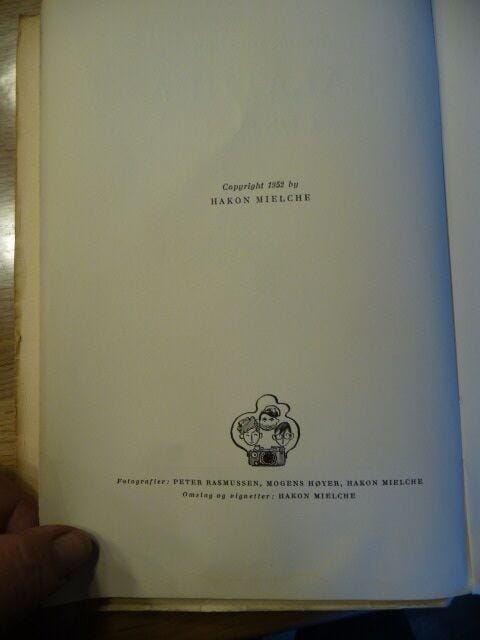 Copyright 1952 by
HAKON MIELCHE
Fotografier: PETER RASMUSSEN, MOGENS HØYER, HAKON MIELCHE
Omslag og vignetter: HAKON MIELCHE